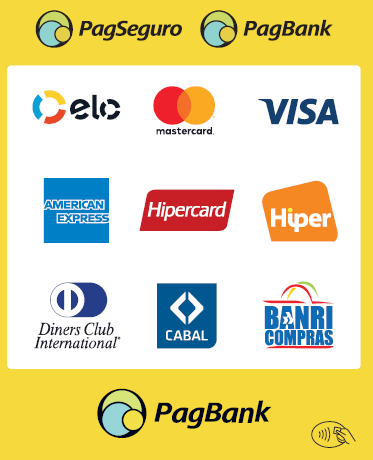 PagSeguro PagBank
elo
mastercard.
VISA
AMERICAN
EXPRESS
Hipercard
Hiper
Diners Club
International®
CABAL
BANRI
COMPRAS
PagBank